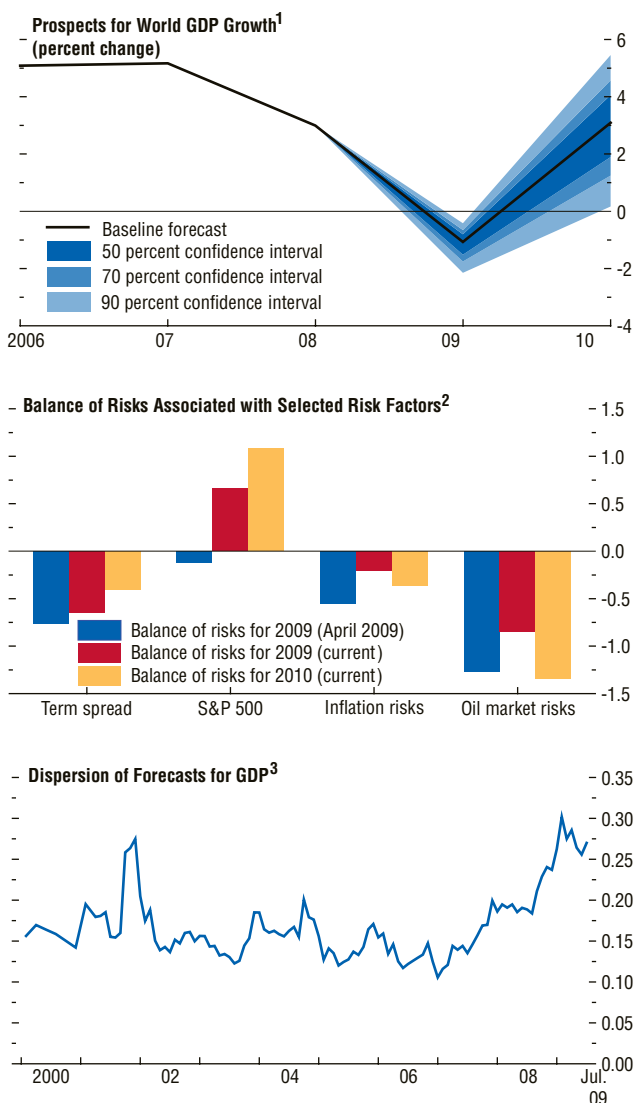 Prospects for World GDP Growth1
(percent change)
6
4
2
0
-2
-4
Baseline forecast
50 percent confidence interval
70 percent confidence interval
90 percent confidence interval
2006 07 08 09 10
Balance of Risks Associated with Selected Risk Factors2
1.5
1.0
0.5
0.0
-0.5
-1.0
-1.5
Balance of risks for 2009 (April 2009)
Balance of risks for 2009 (current)
Balance of risks for 2010 (current)
Term spread S&P 500 Inflation risks Oil market risks
Dispersion of Forecasts for GDP3
0.35
0.30
0.25
0.20
0.15
0.10
0.05
0.00
2000 02 04 06 08 Jul.
09